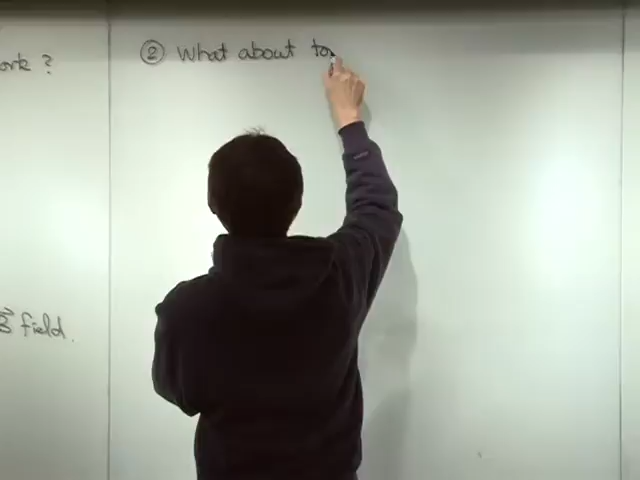 ork ?
B⃗ field.
② What about to